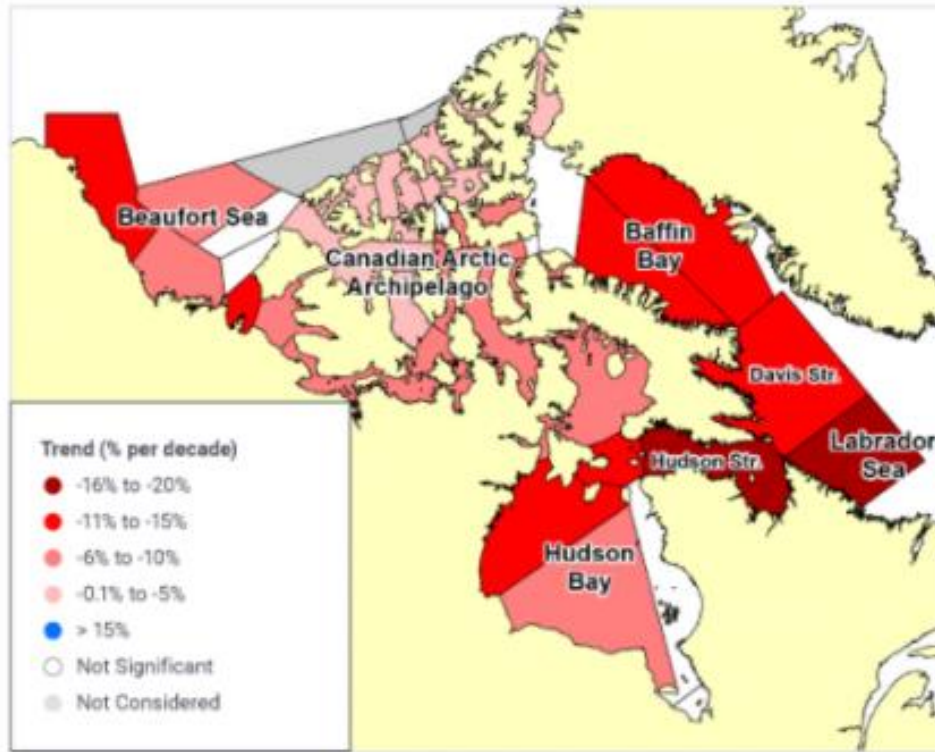 Beaufort Sea
Canadian Arctic
Archipelago
Baffin
Bay
Davis Str.
Labrador
Sea
Hudson Str.
Hudson
Bay
Trend (% per decade)
-16% to -20%
-11% to -15%
-6% to -10%
-0.1% to -5%
> 15%
Not Significant
Not Considered